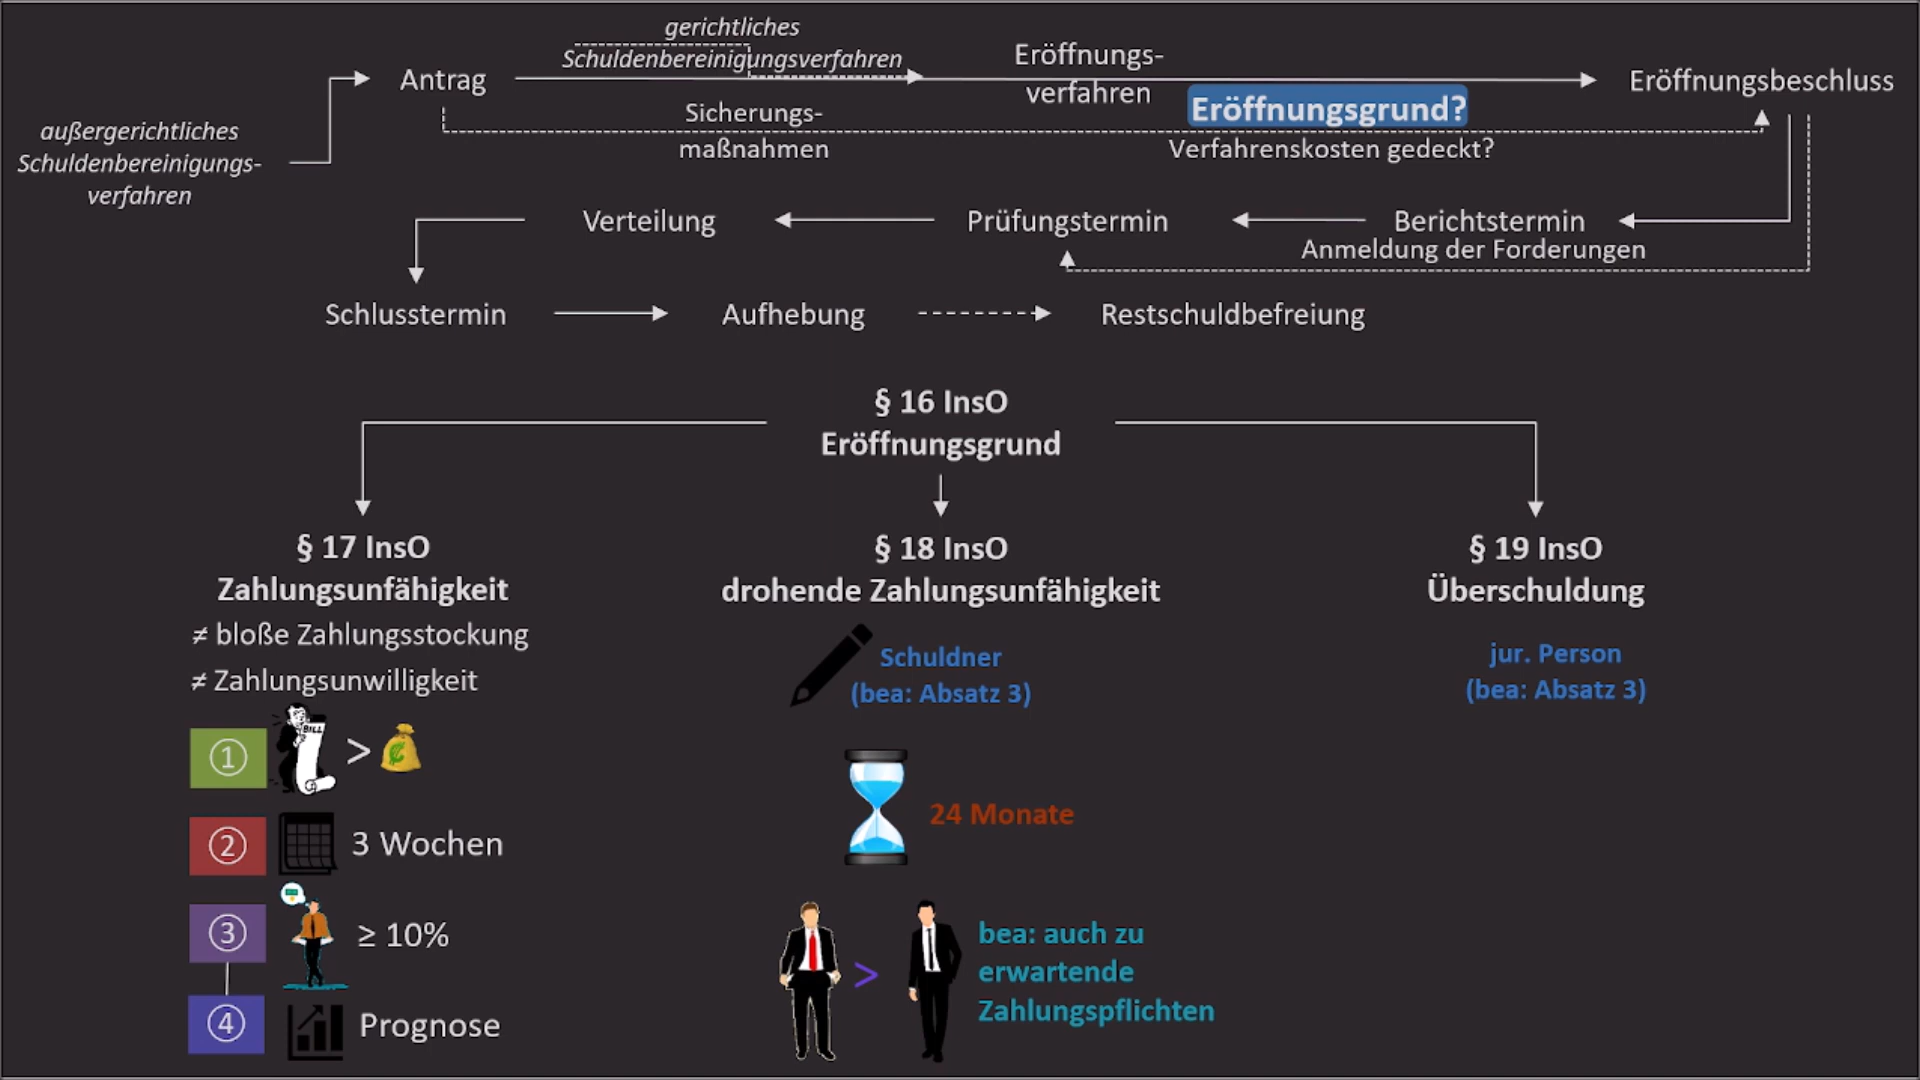 gerichtliches
Schuldenbereinigungsverfahren
Antrag
Eröffnungs-
verfahren
Eröffnungsbeschluss
Eröffnungsgrund?
Sicherungs-
maßnahmen
Verfahrenskosten gedeckt?
außergerichtliches
Schuldenbereinigungs-
verfahren
Verteilung
Prüfungstermin
Berichtstermin
Anmeldung der Forderungen
Schlusstermin
Aufhebung
Restschuldbefreiung
§ 16 InsO
Eröffnungsgrund
§ 17 InsO
Zahlungsunfähigkeit
≠ bloße Zahlungsstockung
≠ Zahlungsunwilligkeit
① BILL > ¢
② 3 Wochen
③ ≥ 10%
④ Prognose
§ 18 InsO
drohende Zahlungsunfähigkeit
Schuldner
(bea: Absatz 3)
24 Monate
>
bea: auch zu
erwartende
Zahlungspflichten
§ 19 InsO
Überschuldung
jur. Person
(bea: Absatz 3)